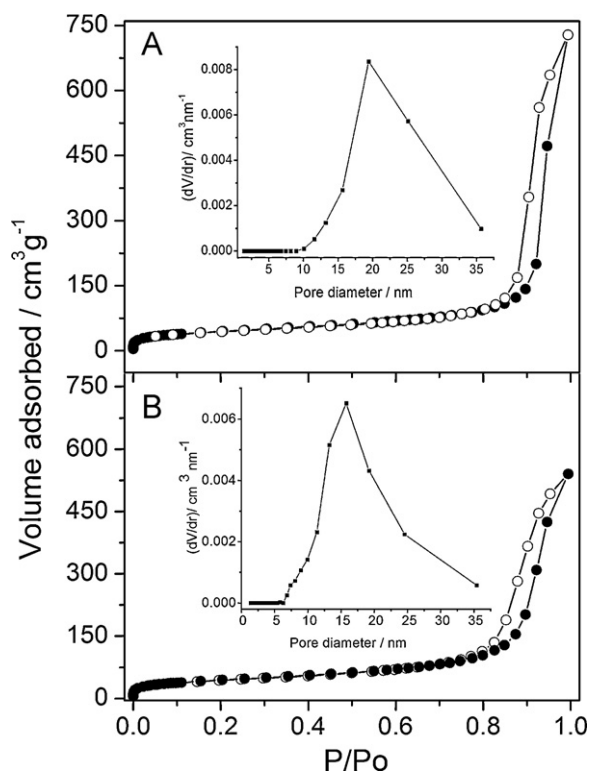 A
750
600
450
300
150
0
(dV/dr)/ cm³nm⁻¹
0.008
0.006
0.004
0.002
0.000
5 10 15 20 25 30 35
Pore diameter / nm
Volume adsorbed / cm³g⁻¹
B
750
600
450
300
150
0
(dV/dr)/ cm³ nm⁻¹
0.006
0.004
0.002
0.000
0 5 10 15 20 25 30 35
Pore diameter / nm
0.0 0.2 0.4 0.6 0.8 1.0
P/Po